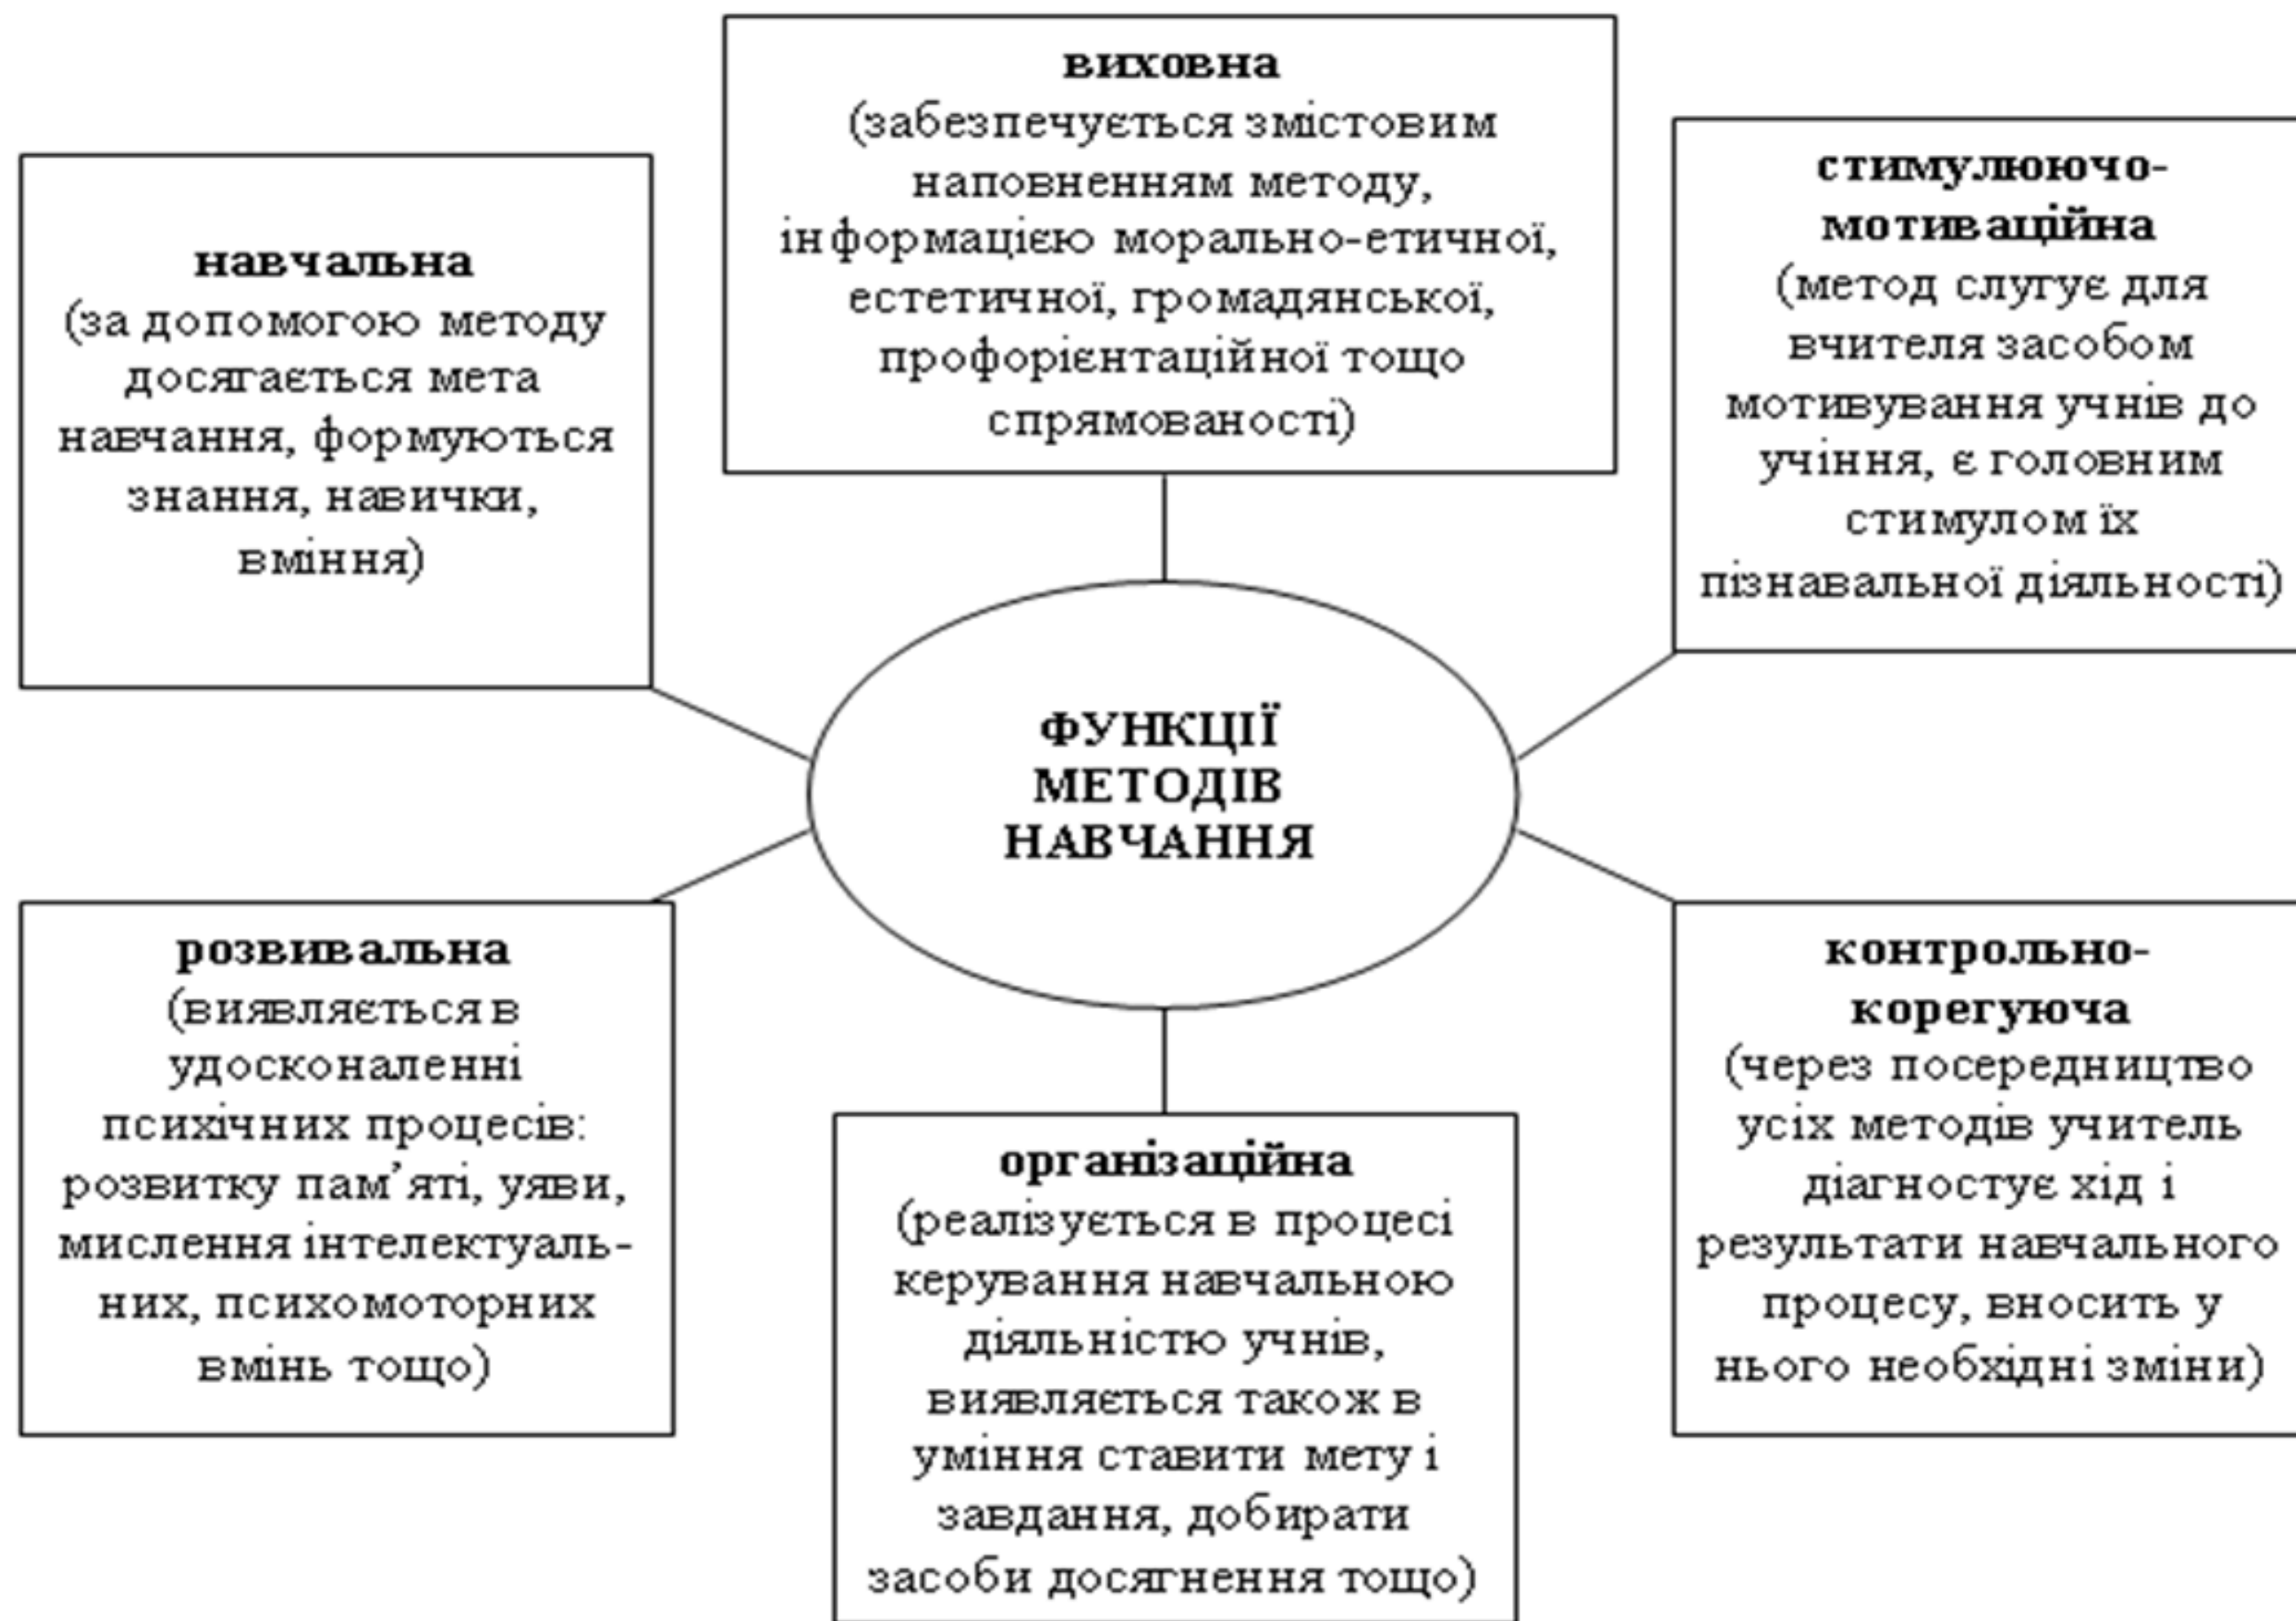 виховна
(забезпечується змістовим
наповненням методу,
інформацією морально-етичної,
естетичної, громадянської,
профорієнтаційної тощо
спрямованості)
стимулюючо-
мотиваційна
(метод слугує для
вчителя засобом
мотивування учнів до
учіння, є головним
стимулом їх
пізнавальної діяльності)
навчальна
(за допомогою методу
досягається мета
навчання, формуються
знання, навички,
вміння)
ФУНКЦІЇ
МЕТОДІВ
НАВЧАННЯ
розвивальна
(виявляється в
удосконаленні
психічних процесів:
розвитку пам’яті, уяви,
мислення інтелектуаль-
них, психомоторних
вмінь тощо)
організаційна
(реалізується в процесі
керування навчальною
діяльністю учнів,
виявляється також в
уміння ставити мету і
завдання, добирати
засоби досягнення тощо)
контрольно-
корегуюча
(через посередництво
усіх методів учитель
діагностує хід і
результати навчального
процесу, вносить у
нього необхідні зміни)